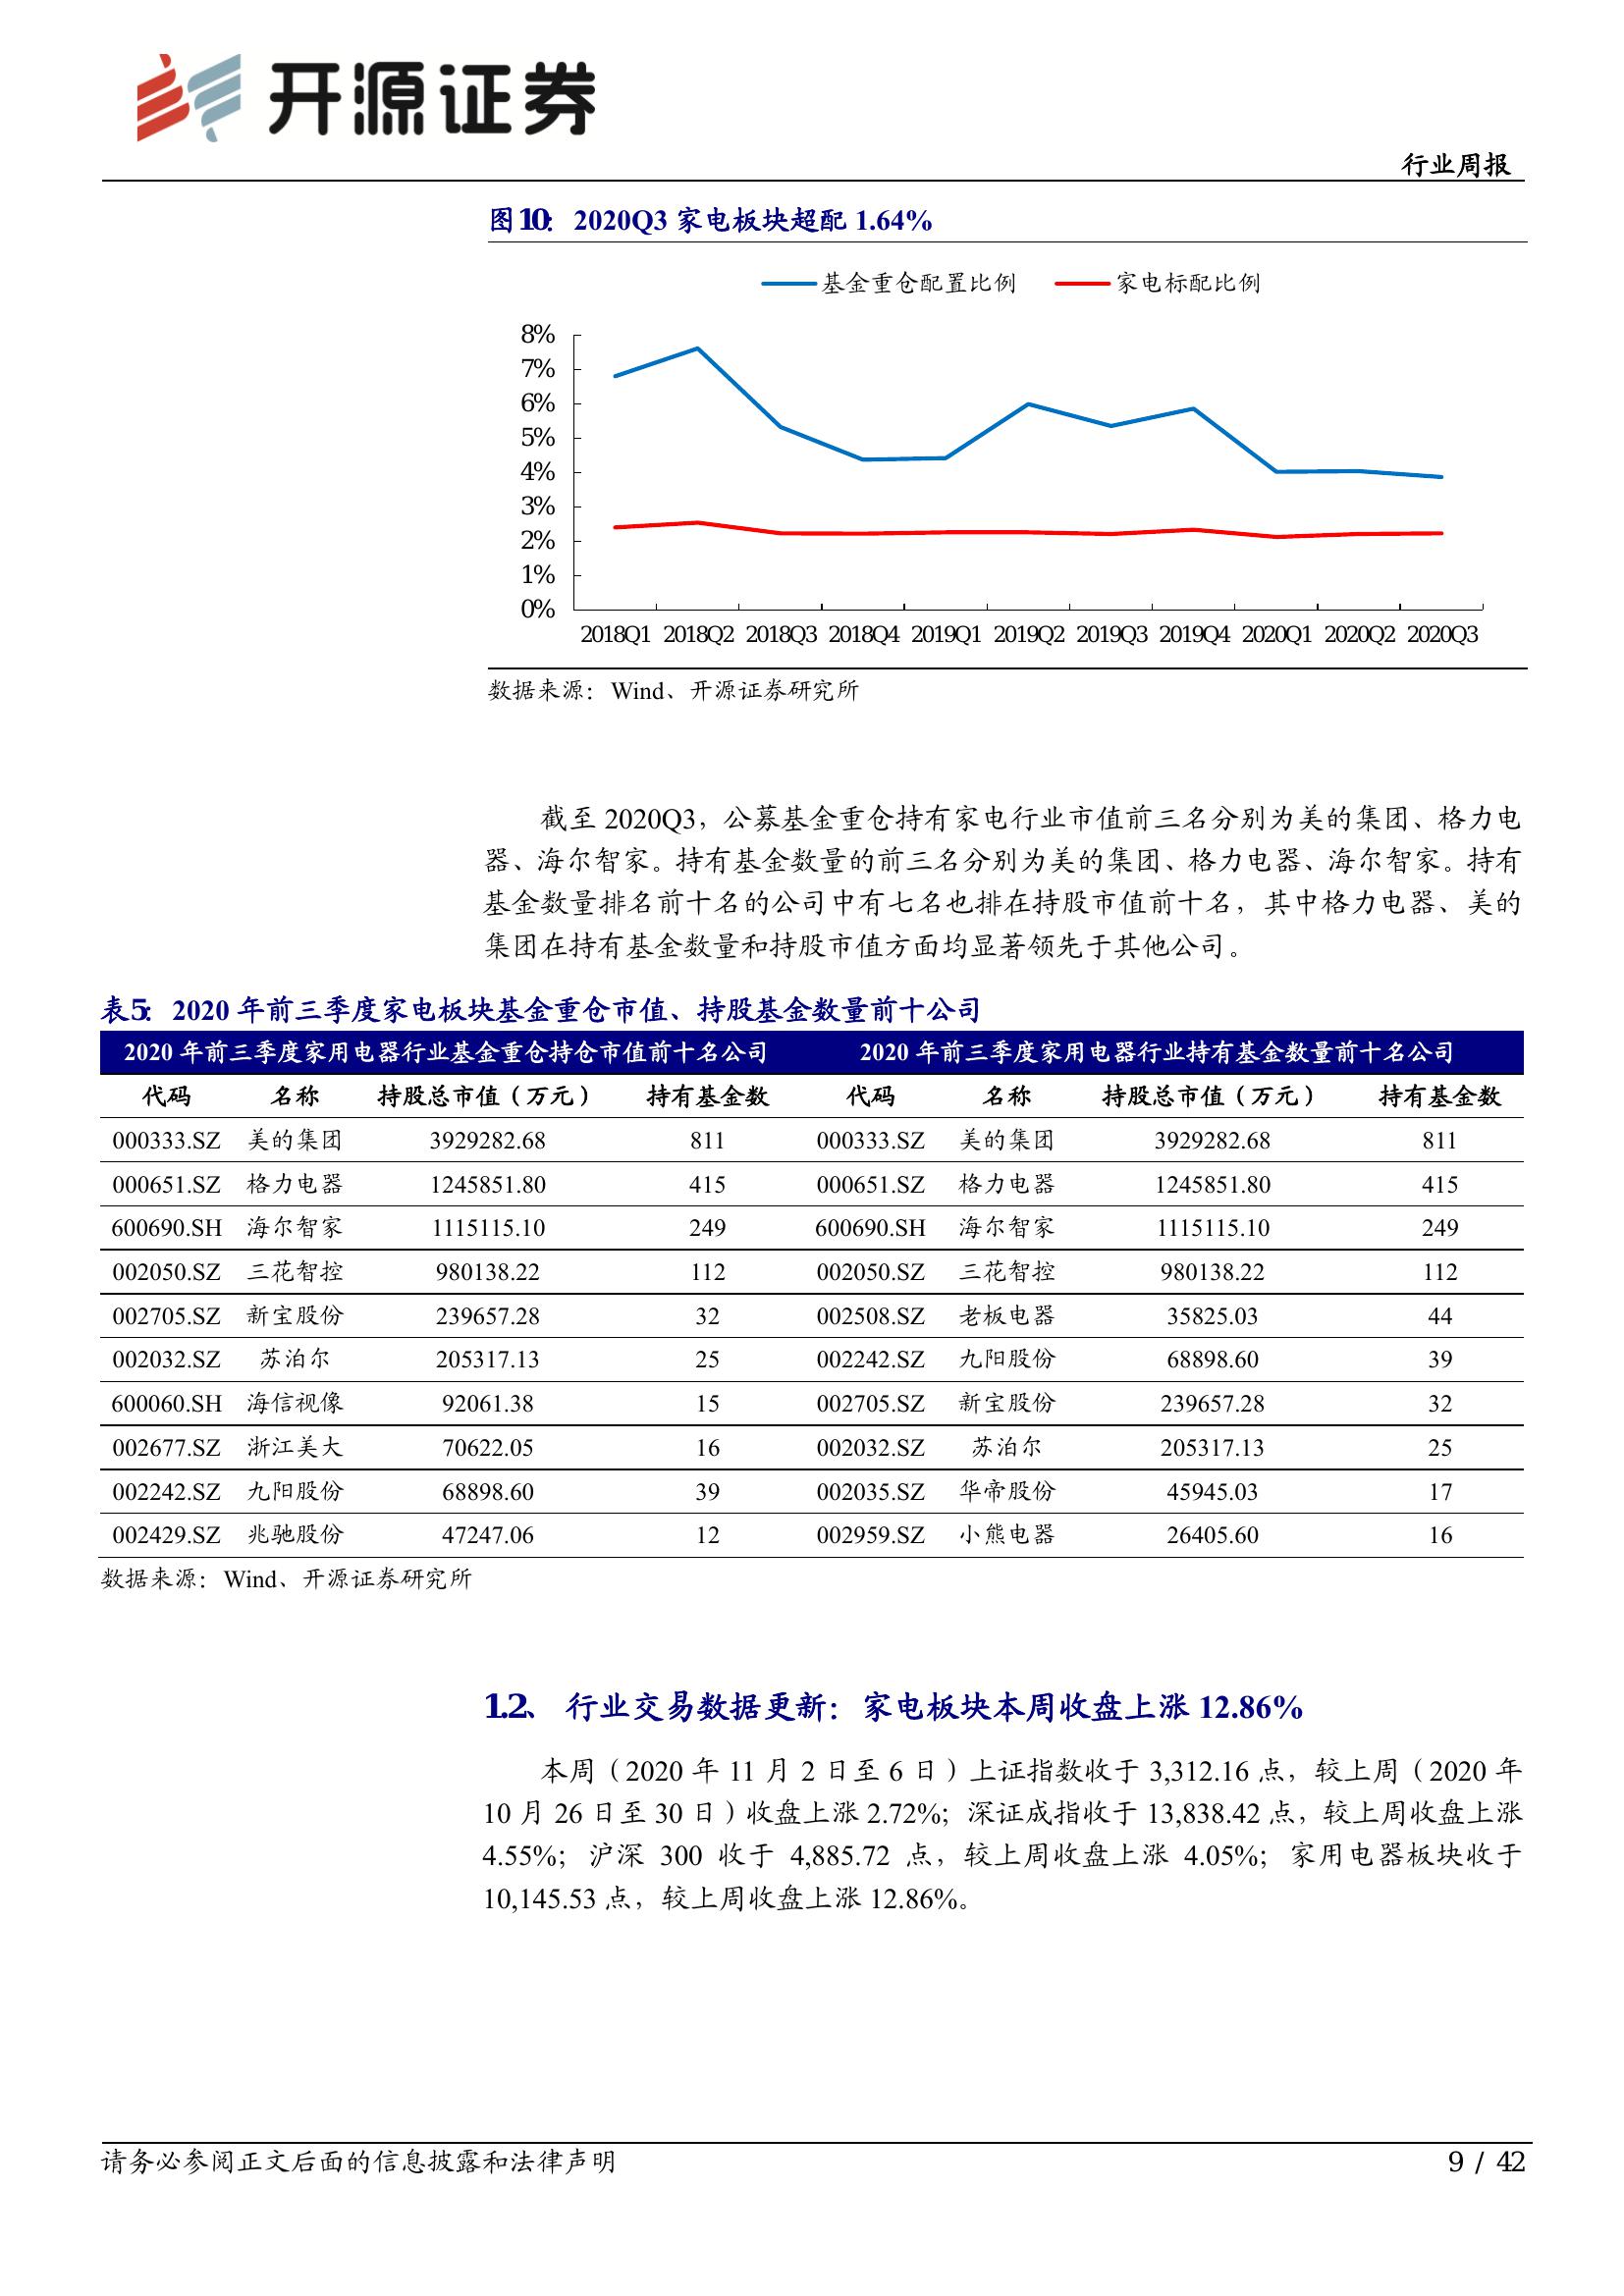 开源证券
行业周报
图10： 2020Q3 家电板块超配 1.64%
基金重仓配置比例 家电标配比例
8%
7%
6%
5%
4%
3%
2%
1%
0%
2018Q1 2018Q2 2018Q3 2018Q4 2019Q1 2019Q2 2019Q3 2019Q4 2020Q1 2020Q2 2020Q3
数据来源：Wind、开源证券研究所
截至 2020Q3，公募基金重仓持有家电行业市值前三名分别为美的集团、格力电
器、海尔智家。持有基金数量的前三名分别为美的集团、格力电器、海尔智家。持有
基金数量排名前十名的公司中有七名也排在持股市值前十名，其中格力电器、美的
集团在持有基金数量和持股市值方面均显著领先于其他公司。
表5： 2020 年前三季度家电板块基金重仓市值、持股基金数量前十公司
2020 年前三季度家用电器行业基金重仓持仓市值前十名公司 2020 年前三季度家用电器行业持有基金数量前十名公司
代码 名称 持股总市值（万元） 持有基金数 代码 名称 持股总市值（万元） 持有基金数
000333.SZ 美的集团 3929282.68 811 000333.SZ 美的集团 3929282.68 811
000651.SZ 格力电器 1245851.80 415 000651.SZ 格力电器 1245851.80 415
600690.SH 海尔智家 1115115.10 249 600690.SH 海尔智家 1115115.10 249
002050.SZ 三花智控 980138.22 112 002050.SZ 三花智控 980138.22 112
002705.SZ 新宝股份 239657.28 32 002508.SZ 老板电器 35825.03 44
002032.SZ 苏泊尔 205317.13 25 002242.SZ 九阳股份 68898.60 39
600060.SH 海信视像 92061.38 15 002705.SZ 新宝股份 239657.28 32
002677.SZ 浙江美大 70622.05 16 002032.SZ 苏泊尔 205317.13 25
002242.SZ 九阳股份 68898.60 39 002035.SZ 华帝股份 45945.03 17
002429.SZ 兆驰股份 47247.06 12 002959.SZ 小熊电器 26405.60 16
数据来源：Wind、开源证券研究所
1.2、 行业交易数据更新：家电板块本周收盘上涨 12.86%
本周（2020 年 11 月 2 日至 6 日）上证指数收于 3,312.16 点，较上周（2020 年
10 月 26 日至 30 日）收盘上涨 2.72%；深证成指收于 13,838.42 点，较上周收盘上涨
4.55%；沪深 300 收于 4,885.72 点，较上周收盘上涨 4.05%；家用电器板块收于
10,145.53 点，较上周收盘上涨 12.86%。
请务必参阅正文后面的信息披露和法律声明 9 / 42